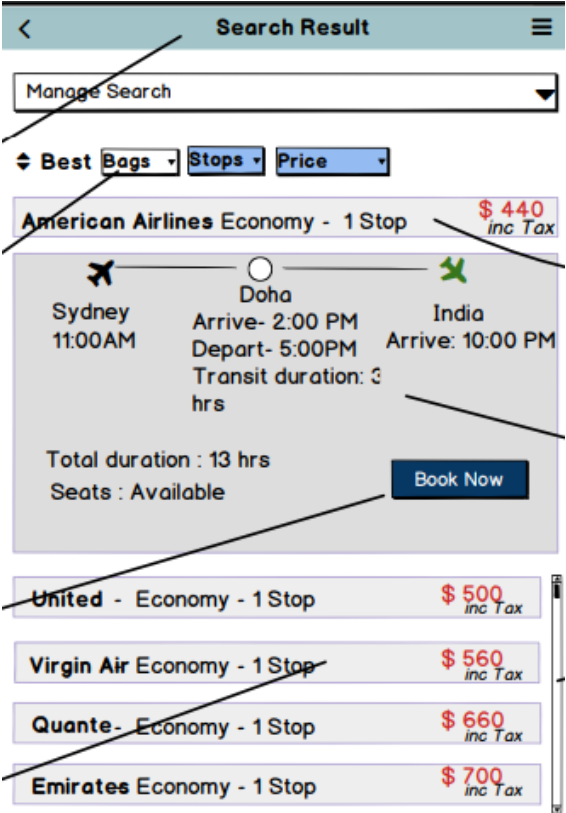 Search Result
Manage Search
Best Bags Stops Price
American Airlines Economy - 1 Stop $ 440
inc Tax
Sydney
11:00AM
Doha
Arrive- 2:00 PM
Depart- 5:00PM
Transit duration: 3
hrs
India
Arrive: 10:00 PM
Total duration : 13 hrs
Seats : Available
Book Now
United - Economy - 1 Stop $ 500
inc Tax
Virgin Air Economy - 1 Stop $ 560
inc Tax
Quante- Economy - 1 Stop $ 660
inc Tax
Emirates Economy - 1 Stop $ 700
inc Tax